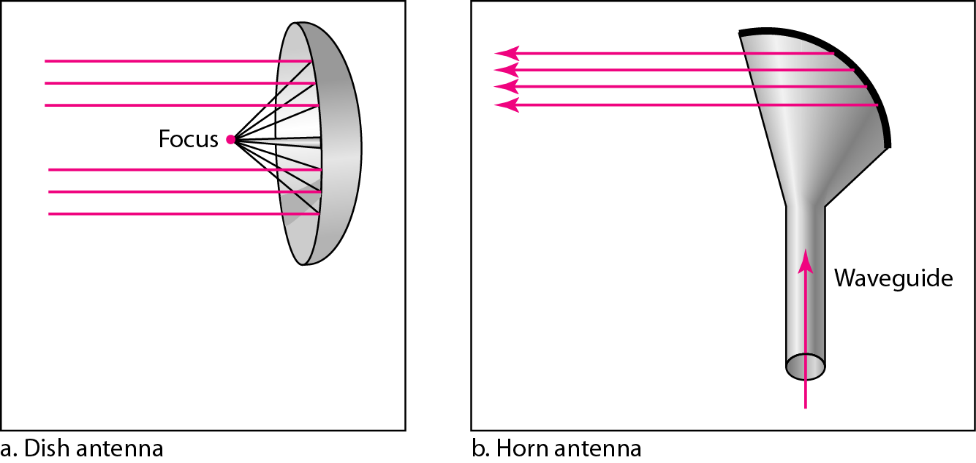 Focus
Waveguide
a. Dish antenna
b. Horn antenna